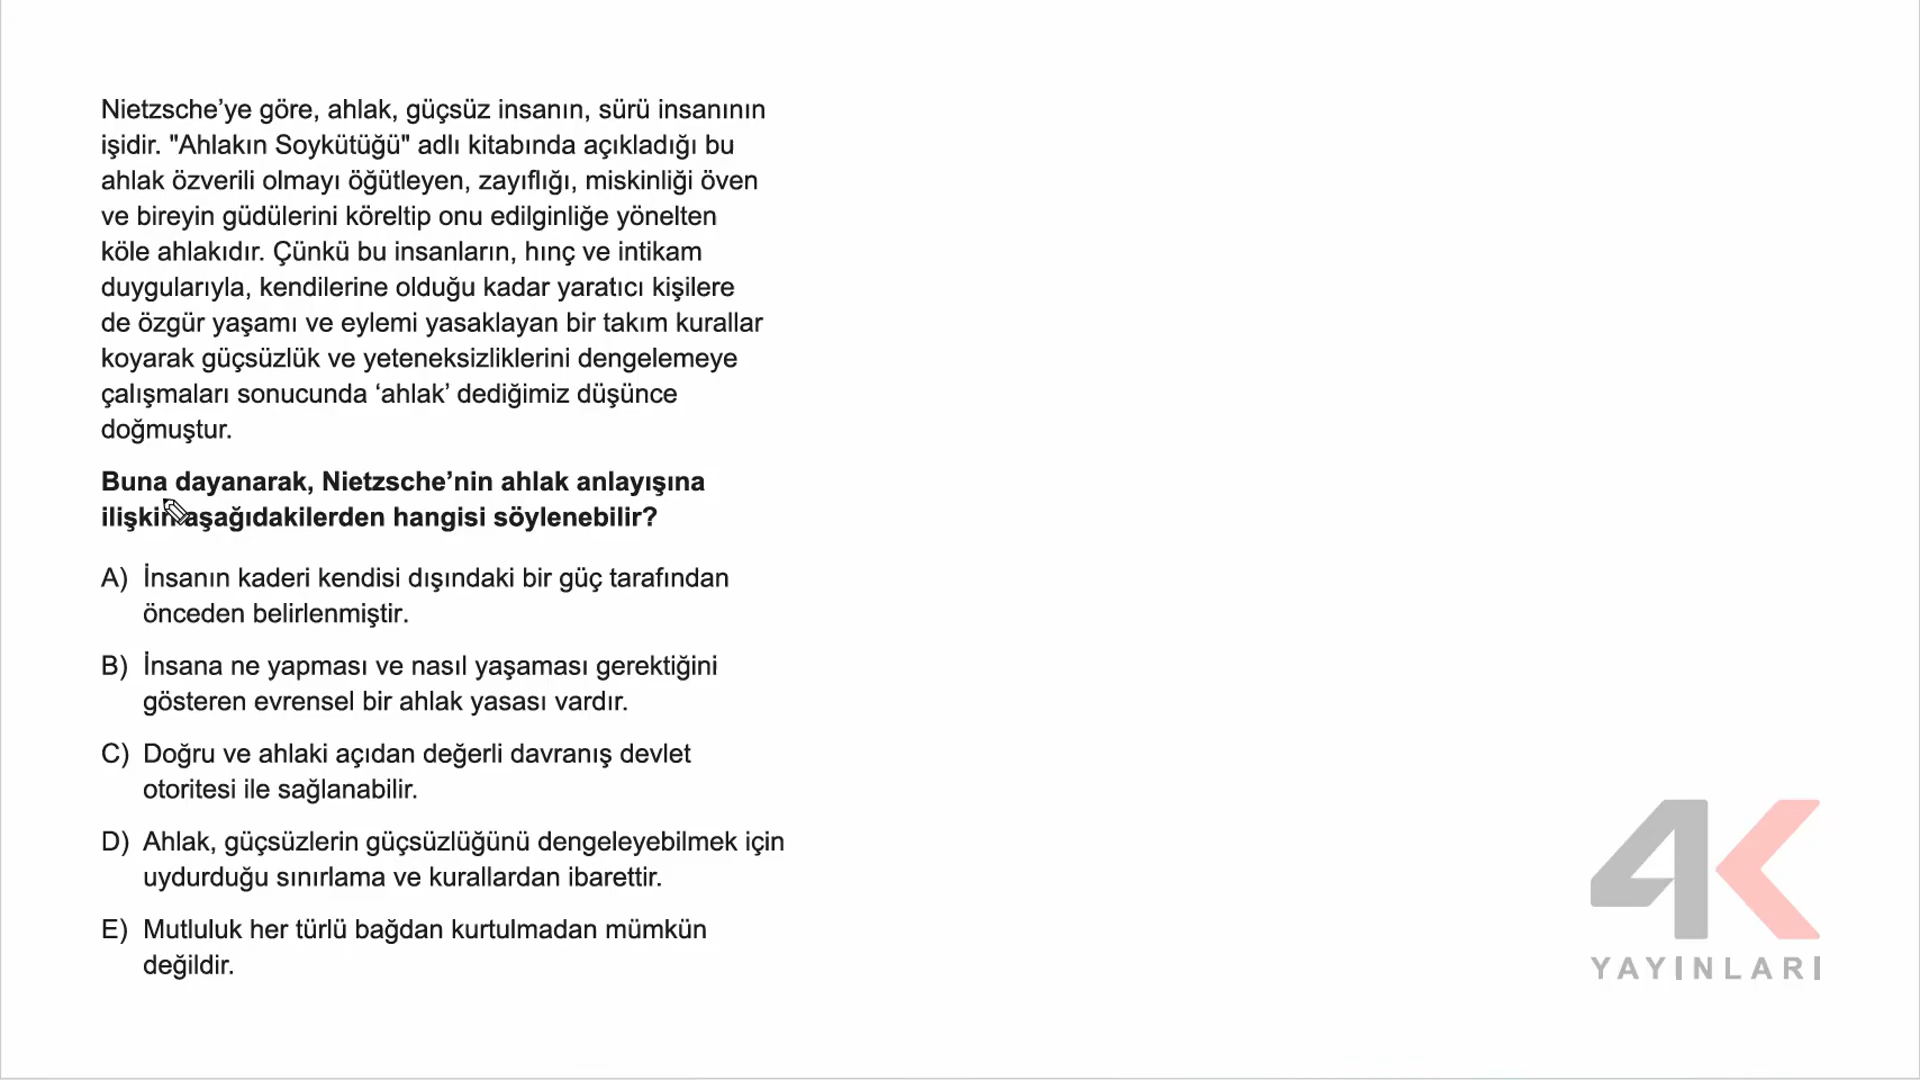 Nietzsche’ye göre, ahlak, güçsüz insanın, sürü insanının
işidir. "Ahlakın Soykütüğü" adlı kitabında açıkladığı bu
ahlak özverili olmayı öğütleyen, zayıflığı, miskinliği öven
ve bireyin güdülerini köreltip onu edilginliğe yönelten
köle ahlakıdır. Çünkü bu insanların, hınç ve intikam
duygularıyla, kendilerine olduğu kadar yaratıcı kişilere
de özgür yaşamı ve eylemi yasaklayan bir takım kurallar
koyarak güçsüzlük ve yeteneksizliklerini dengelemeye
çalışmaları sonucunda ‘ahlak’ dediğimiz düşünce
doğmuştur.
Buna dayanarak, Nietzsche’nin ahlak anlayışına
ilişkin aşağıdakilerden hangisi söylenebilir?
A) İnsanın kaderi kendisi dışındaki bir güç tarafından
önceden belirlenmiştir.
B) İnsana ne yapması ve nasıl yaşaması gerektiğini
gösteren evrensel bir ahlak yasası vardır.
C) Doğru ve ahlaki açıdan değerli davranış devlet
otoritesi ile sağlanabilir.
D) Ahlak, güçsüzlerin güçsüzlüğünü dengeleyebilmek için
uydurduğu sınırlama ve kurallardan ibarettir.
E) Mutluluk her türlü bağdan kurtulmadan mümkün
değildir.
4K
YAYINLARI